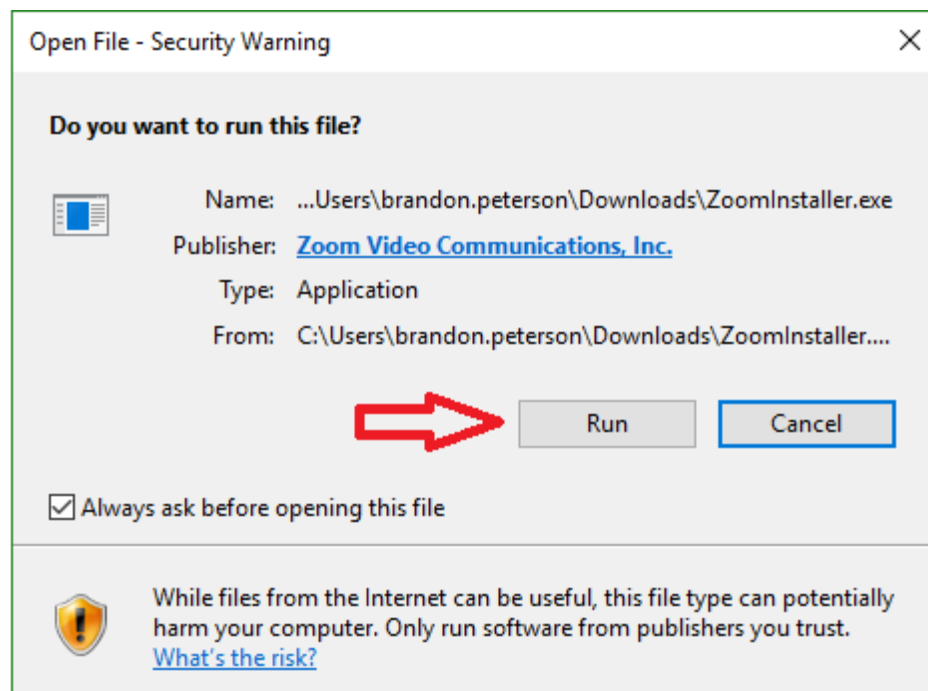 Open File - Security Warning
Do you want to run this file?
Name: ...Users\brandon.peterson\Downloads\ZoomInstaller.exe
Publisher: Zoom Video Communications, Inc.
Type: Application
From: C:\Users\brandon.peterson\Downloads\ZoomInstaller....
Run Cancel
Always ask before opening this file
While files from the Internet can be useful, this file type can potentially
harm your computer. Only run software from publishers you trust.
What's the risk?